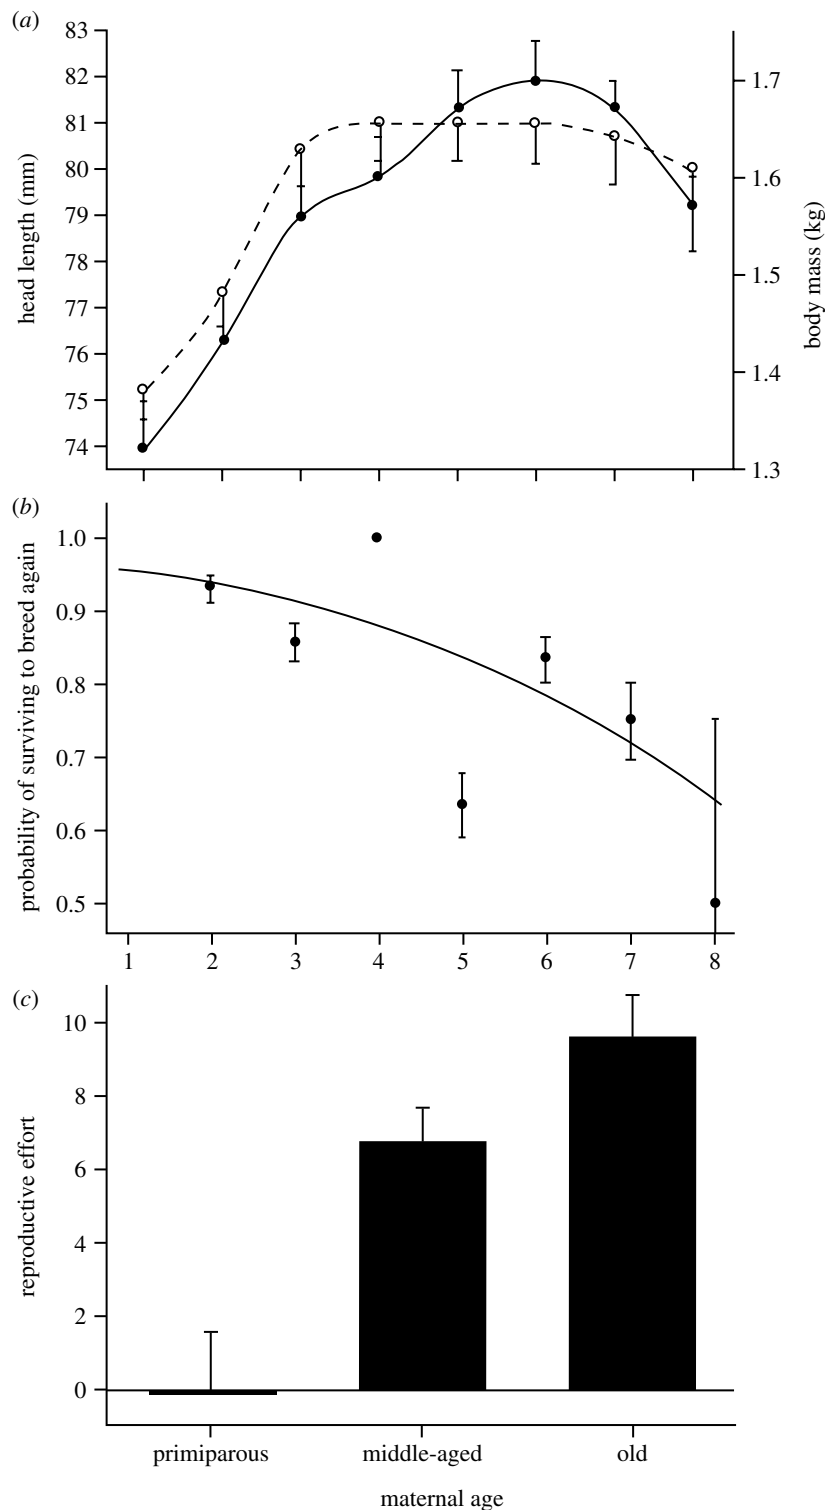 (a)
83
82
81
80
79
78
77
76
75
74
head length (mm)
1.7
1.6
1.5
1.4
1.3
body mass (kg)
(b)
1.0
0.9
0.8
0.7
0.6
0.5
probability of surviving to breed again
1 2 3 4 5 6 7 8
(c)
10
8
6
4
2
0
reproductive effort
primiparous middle-aged old
maternal age